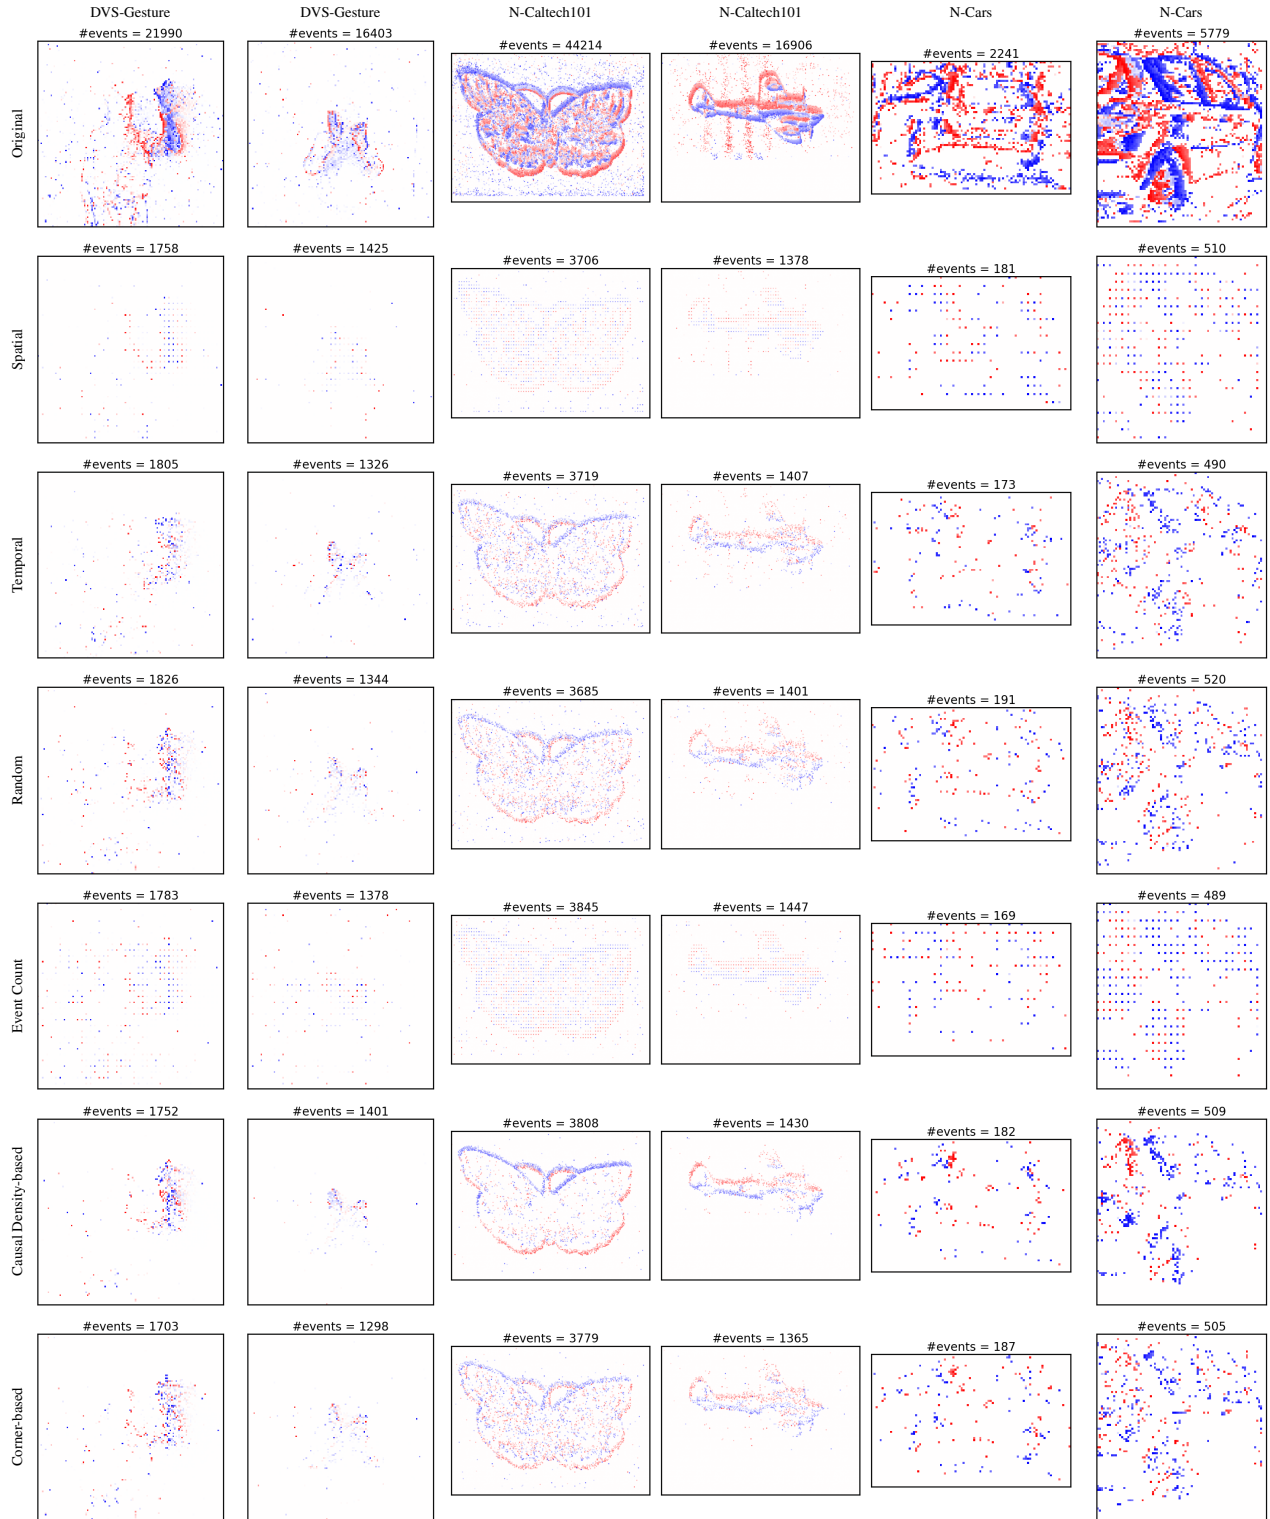 DVS-Gesture DVS-Gesture N-Caltech101 N-Caltech101 N-Cars N-Cars
#events = 21990 #events = 16403 #events = 44214 #events = 16906 #events = 2241 #events = 5779
Original
#events = 1758 #events = 1425 #events = 3706 #events = 1378 #events = 181 #events = 510
Spatial
#events = 1805 #events = 1326 #events = 3719 #events = 1407 #events = 173 #events = 490
Temporal
#events = 1826 #events = 1344 #events = 3685 #events = 1401 #events = 191 #events = 520
Random
#events = 1783 #events = 1378 #events = 3845 #events = 1447 #events = 169 #events = 489
Event Count
#events = 1752 #events = 1401 #events = 3808 #events = 1430 #events = 182 #events = 509
Causal Density-based
#events = 1703 #events = 1298 #events = 3779 #events = 1365 #events = 187 #events = 505
Corner-based